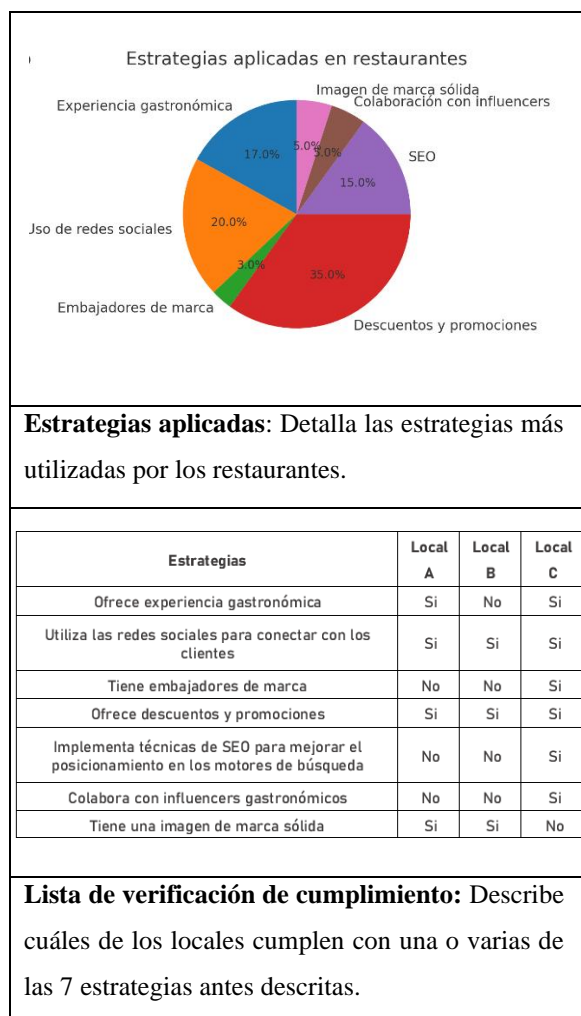 Estrategias aplicadas en restaurantes
Imagen de marca sólida
Colaboración con influencers
Experiencia gastronómica
5.0%
5.0%
17.0%
SEO
15.0%
Uso de redes sociales
20.0%
3.0%
35.0%
Embajadores de marca
Descuentos y promociones
Estrategias aplicadas: Detalla las estrategias más
utilizadas por los restaurantes.
Estrategias Local A Local B Local C
Ofrece experiencia gastronómica Si No Si
Utiliza las redes sociales para conectar con los
clientes Si Si Si
Tiene embajadores de marca No No Si
Ofrece descuentos y promociones Si Si Si
Implementa técnicas de SEO para mejorar el
posicionamiento en los motores de búsqueda No No Si
Colabora con influencers gastronómicos No No Si
Tiene una imagen de marca sólida Si Si No
Lista de verificación de cumplimiento: Describe
cuáles de los locales cumplen con una o varias de
las 7 estrategias antes descritas.